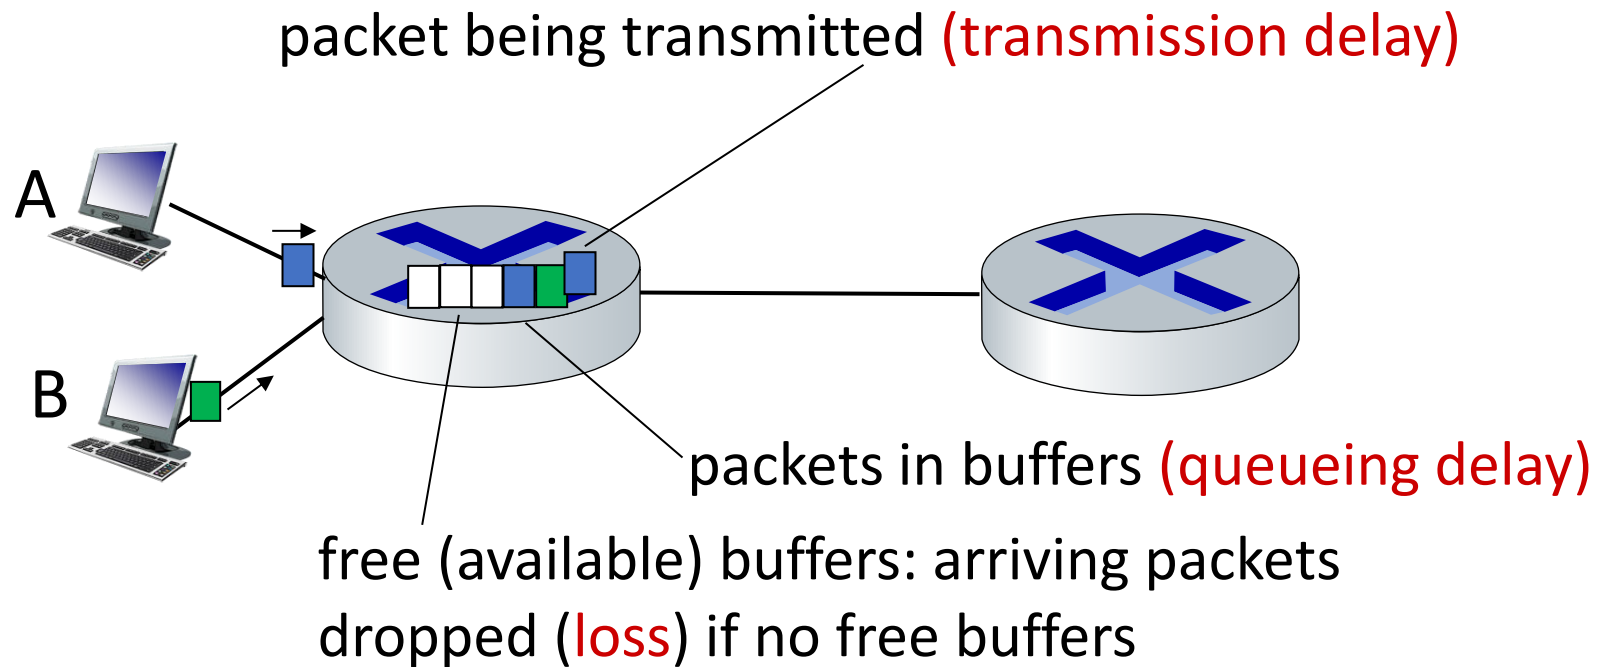 packet being transmitted (transmission delay)
A
B
packets in buffers (queueing delay)
free (available) buffers: arriving packets
dropped (loss) if no free buffers